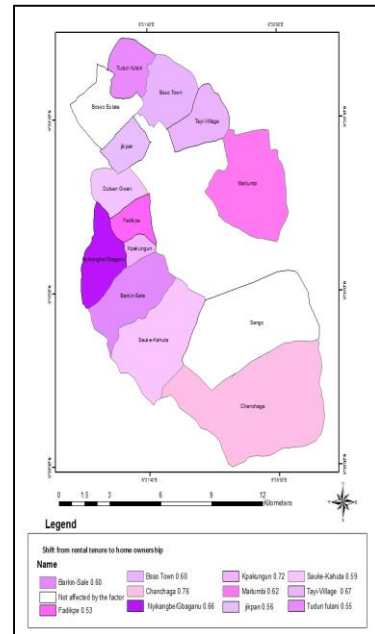 Tudun fulani
Boso Town
Bosso Estate
Tayi-Village
jikpan
Maitumbi
Dutsen Gwari
Fadikpe
Kpakungun
Nyikangbe/Gbaganu
Barkin-Sale
Sango
Sauke-Kahuta
Chanchaga
0 1.5 3 6 9 12
Kilometers
Legend
Shift from rental tenure to home ownership
Name
Barkin-Sale 0.60
Not affected by the factor
Fadikpe 0.53
Boso Town 0.60
Chanchaga 0.76
Nyikangbe/Gbaganu 0.66
Kpakungun 0.72
Maitumbi 0.62
jikpan 0.56
Sauke-Kahuta 0.59
Tayi-Village 0.67
Tudun fulani 0.55